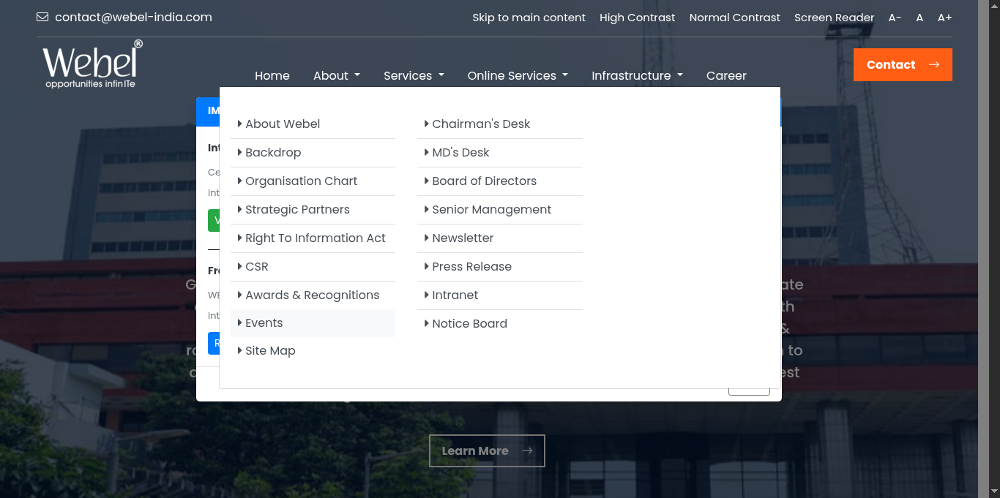 contact@webel-india.com
Skip to main content High Contrast Normal Contrast Screen Reader A- A A+
Webel®
opportunities infinITe
Home About Services Online Services Infrastructure Career
Contact
About Webel
Backdrop
Organisation Chart
Strategic Partners
Right To Information Act
CSR
Awards & Recognitions
Events
Site Map
Chairman's Desk
MD's Desk
Board of Directors
Senior Management
Newsletter
Press Release
Intranet
Notice Board
Learn More